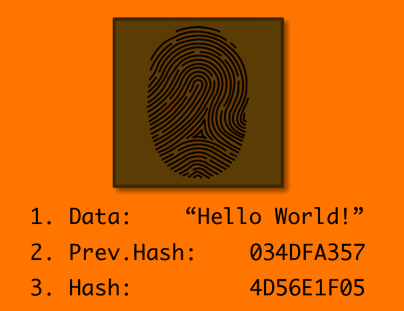 1. Data: “Hello World!”
2. Prev.Hash: 034DFA357
3. Hash: 4D56E1F05